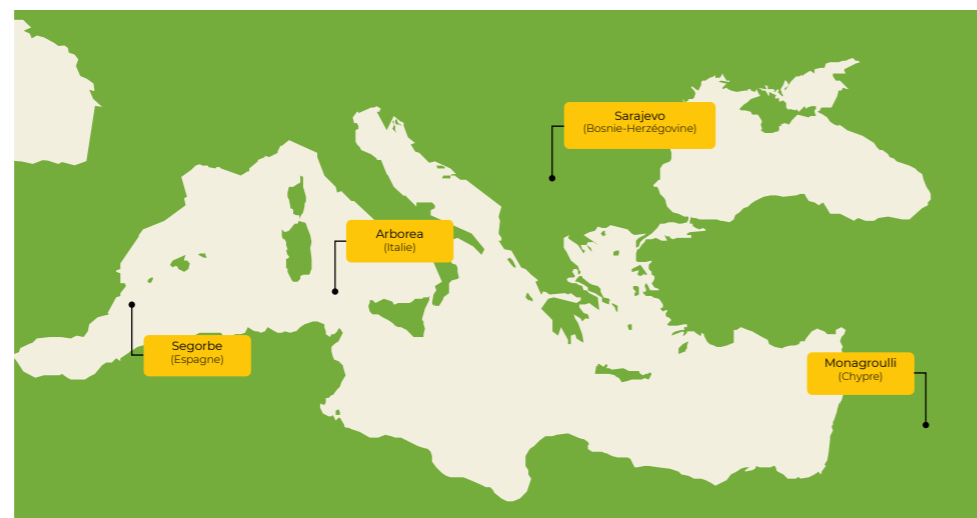 Sarajevo
(Bosnie-Herzégovine)
Arborea
(Italie)
Segorbe
(Espagne)
Monagroulli
(Chypre)